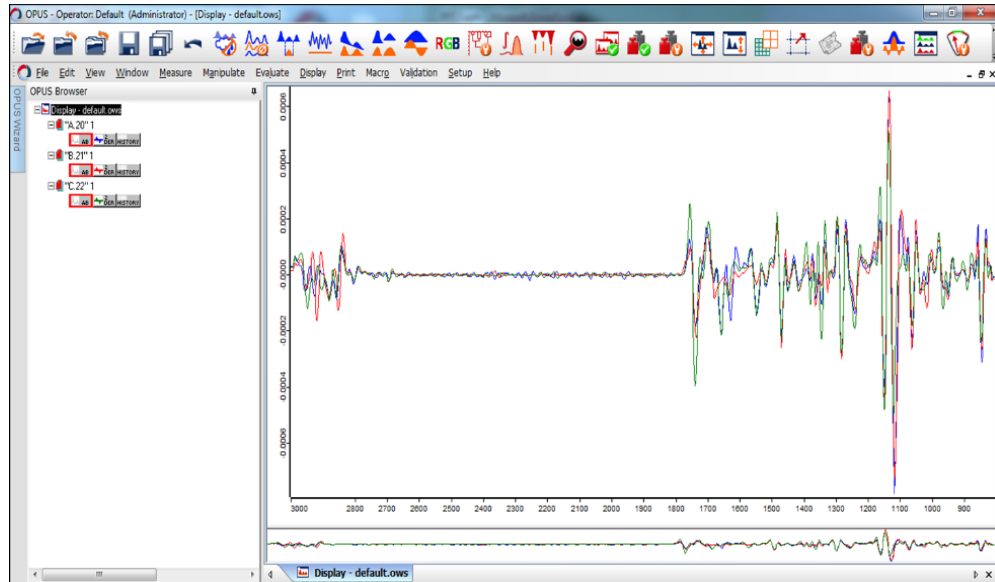 OPUS - Operator: Default (Administrator) - [Display - default.ows]
RGB
File Edit View Window Measure Manipulate Evaluate Display Print Macro Validation Setup Help
OPUS Browser
OPUS Wizard
Display - default.ows
"A.20" 1
AB 2 DER HISTORY
"B.21" 1
AB 2 DER HISTORY
"C.22" 1
AB 2 DER HISTORY
0.0006
0.0004
0.0002
0.0000
-0.0002
-0.0004
-0.0006
3000 2800 2700 2600 2500 2400 2300 2200 2100 2000 1900 1800 1700 1600 1500 1400 1300 1200 1100 1000 900
Display - default.ows